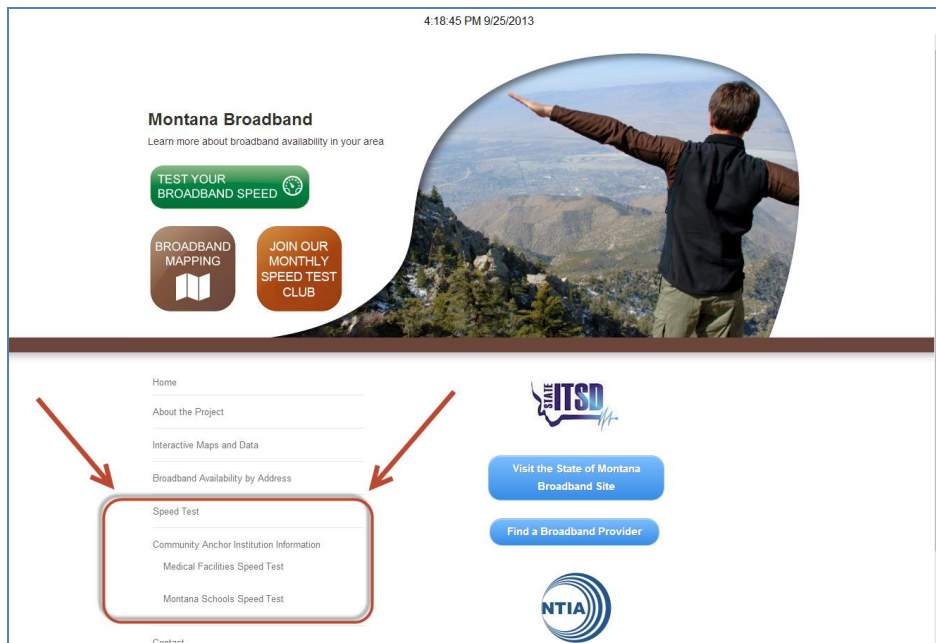 4:18:45 PM 9/25/2013
Montana Broadband
Learn more about broadband availability in your area
TEST YOUR
BROADBAND SPEED
BROADBAND
MAPPING
JOIN OUR
MONTHLY
SPEED TEST
CLUB
Home
About the Project
Interactive Maps and Data
Broadband Availability by Address
Speed Test
Community Anchor Institution Information
Medical Facilities Speed Test
Montana Schools Speed Test
Contact
STATE
ITSD
Visit the State of Montana
Broadband Site
Find a Broadband Provider
NTIA